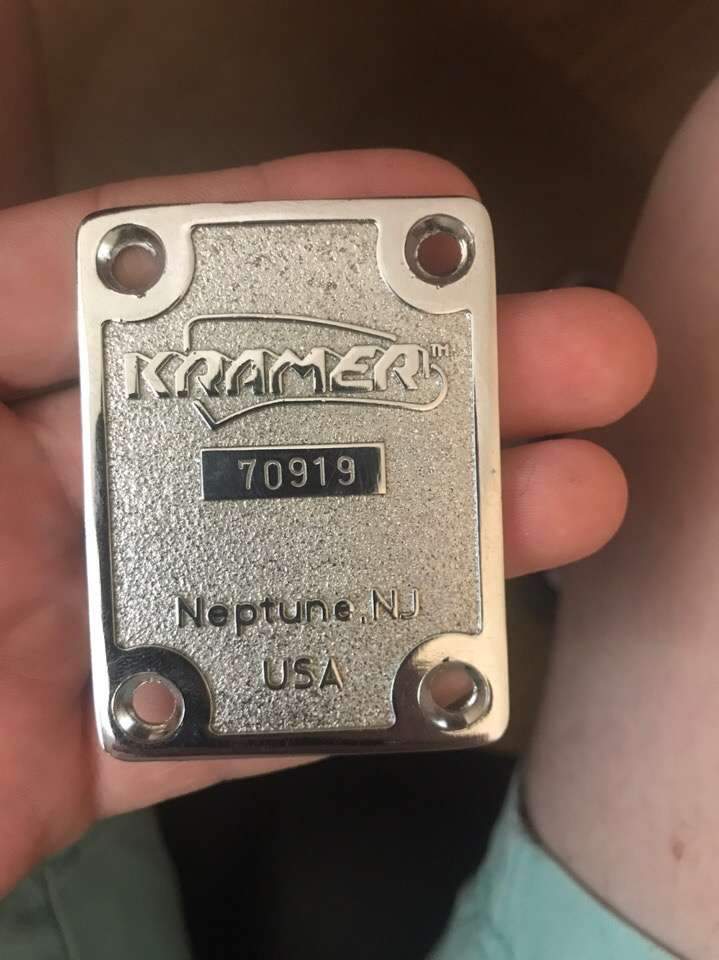 KRAMER™
70919
Neptune, NJ
USA